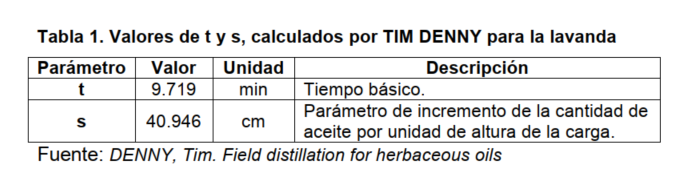 Tabla 1. Valores de t y s, calculados por TIM DENNY para la lavanda
Parámetro Valor Unidad Descripción
t 9.719 min Tiempo básico.
s 40.946 cm Parámetro de incremento de la cantidad de
aceite por unidad de altura de la carga.
Fuente: DENNY, Tim. Field distillation for herbaceous oils